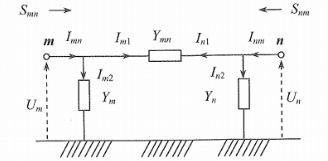 S_mn S_nm
m I_mn I_m1 Y_mn I_n1 I_nm n
I_m2 I_n2
U_m Y_m Y_n U_n